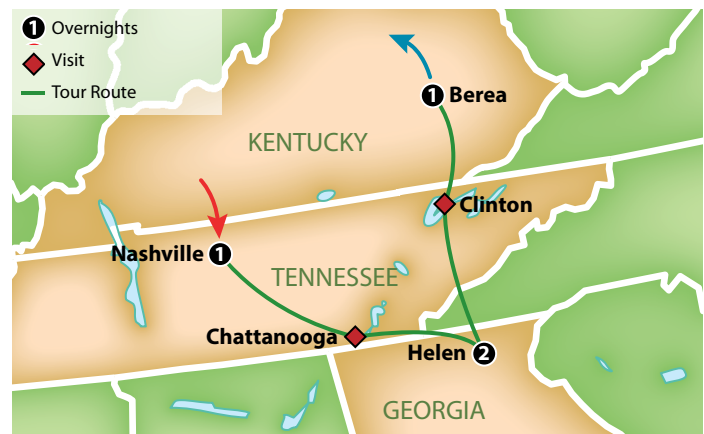 1 Overnights
Visit
Tour Route
1 Berea
KENTUCKY
Clinton
Nashville 1
TENNESSEE
Chattanooga
Helen 2
GEORGIA